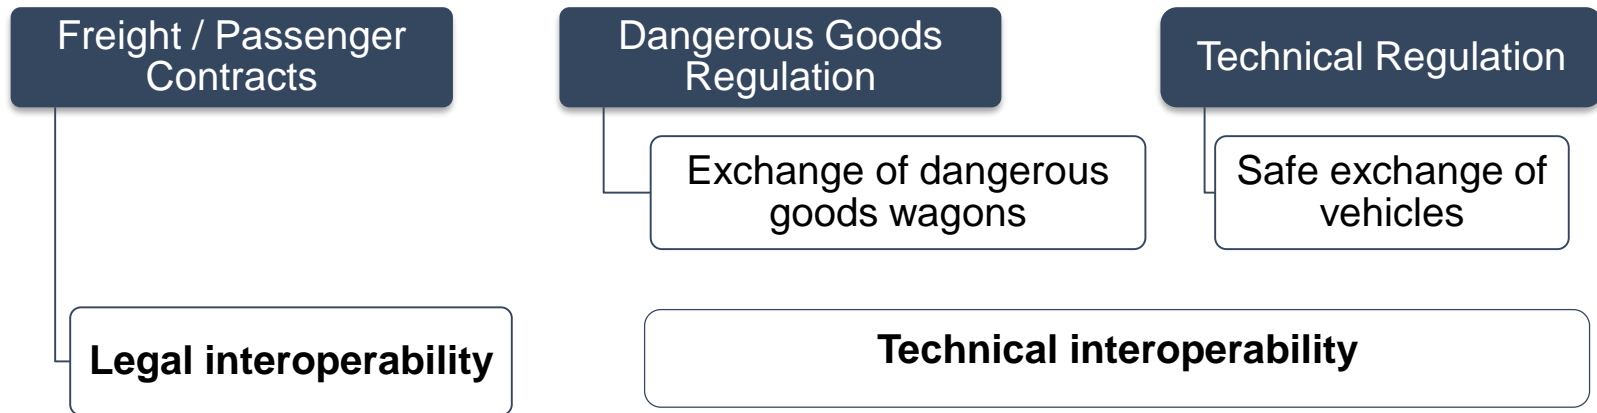 Freight / Passenger
Contracts
Dangerous Goods
Regulation
Technical Regulation
Exchange of dangerous
goods wagons
Safe exchange of
vehicles
Legal interoperability
Technical interoperability